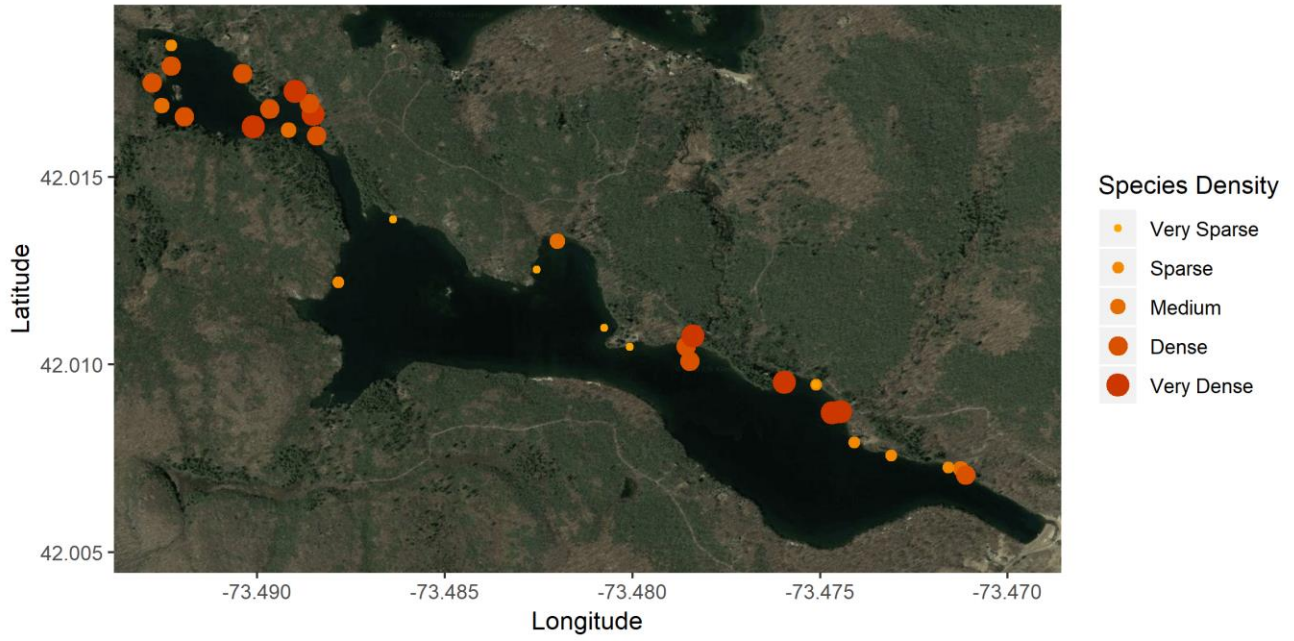 Latitude
42.015
42.010
42.005
-73.490
-73.485
-73.480
-73.475
-73.470
Longitude
Species Density
Very Sparse
Sparse
Medium
Dense
Very Dense